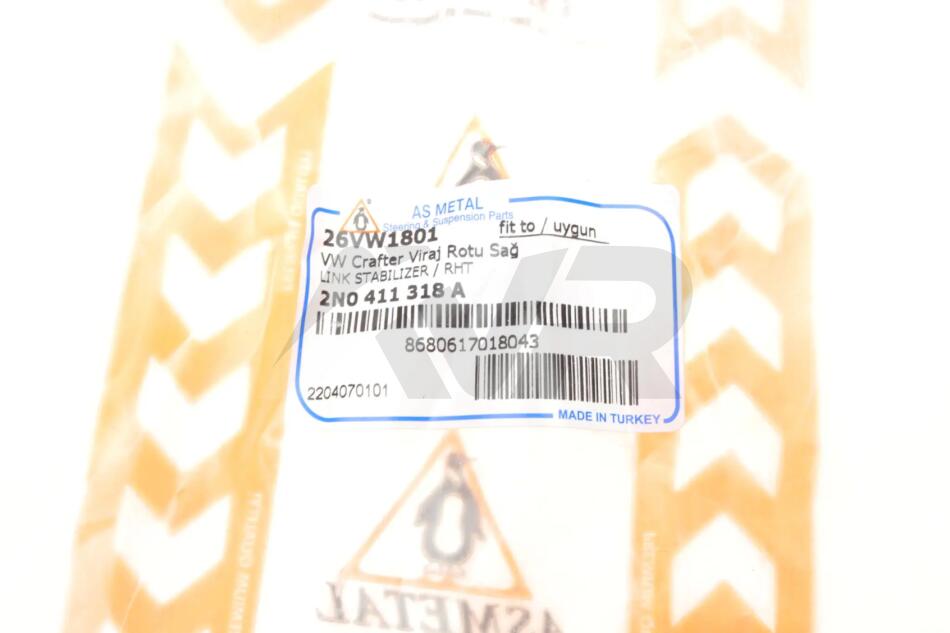 AS METAL
Steering & Suspension Parts
26VW1801 fit to / uygun
VW Crafter Viraj Rotu Sağ
LINK STABILIZER / RHT
2N0 411 318 A
8680617018043
2204070101
MADE IN TURKEY
AVR
ASMETAL